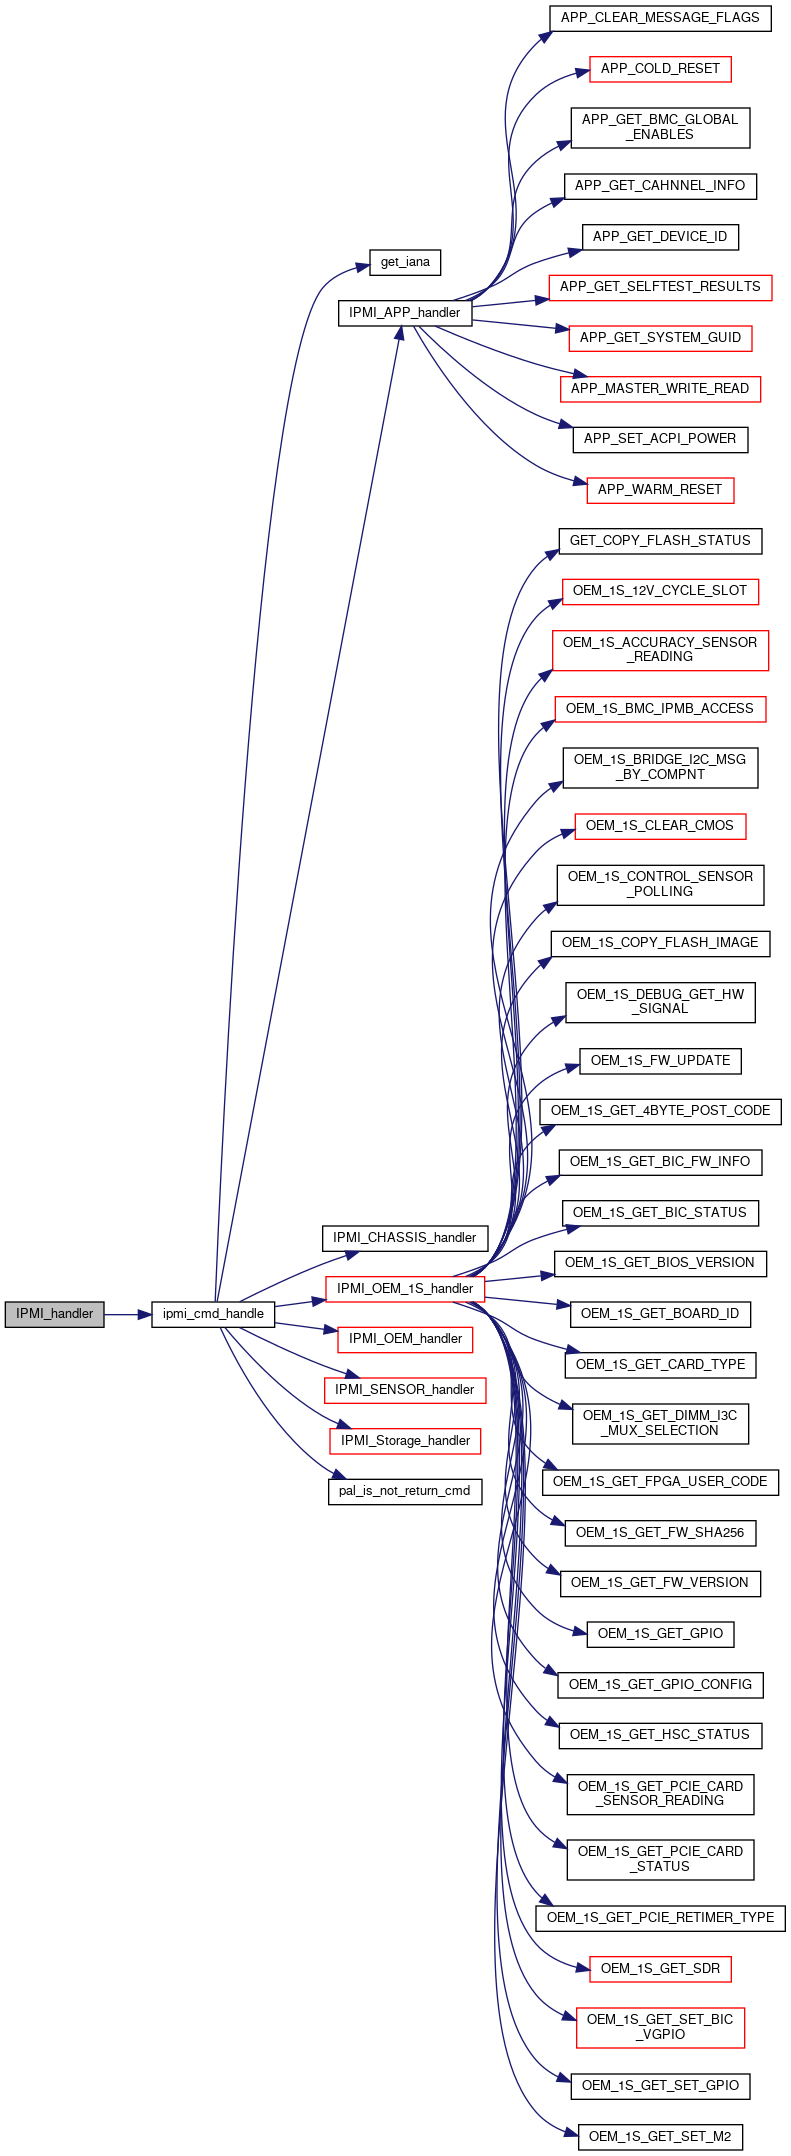 APP_CLEAR_MESSAGE_FLAGS
APP_COLD_RESET
APP_GET_BMC_GLOBAL
_ENABLES
APP_GET_CAHNNEL_INFO
APP_GET_DEVICE_ID
get_iana
APP_GET_SELFTEST_RESULTS
IPMI_APP_handler
APP_GET_SYSTEM_GUID
APP_MASTER_WRITE_READ
APP_SET_ACPI_POWER
APP_WARM_RESET
GET_COPY_FLASH_STATUS
OEM_1S_12V_CYCLE_SLOT
OEM_1S_ACCURACY_SENSOR
_READING
OEM_1S_BMC_IPMB_ACCESS
OEM_1S_BRIDGE_I2C_MSG
_BY_COMPNT
OEM_1S_CLEAR_CMOS
OEM_1S_CONTROL_SENSOR
_POLLING
OEM_1S_COPY_FLASH_IMAGE
OEM_1S_DEBUG_GET_HW
_SIGNAL
OEM_1S_FW_UPDATE
OEM_1S_GET_4BYTE_POST_CODE
OEM_1S_GET_BIC_FW_INFO
OEM_1S_GET_BIC_STATUS
IPMI_CHASSIS_handler
OEM_1S_GET_BIOS_VERSION
IPMI_OEM_1S_handler
IPMI_handler
ipmi_cmd_handle
OEM_1S_GET_BOARD_ID
IPMI_OEM_handler
OEM_1S_GET_CARD_TYPE
IPMI_SENSOR_handler
OEM_1S_GET_DIMM_I3C
_MUX_SELECTION
IPMI_Storage_handler
OEM_1S_GET_FPGA_USER_CODE
pal_is_not_return_cmd
OEM_1S_GET_FW_SHA256
OEM_1S_GET_FW_VERSION
OEM_1S_GET_GPIO
OEM_1S_GET_GPIO_CONFIG
OEM_1S_GET_HSC_STATUS
OEM_1S_GET_PCIE_CARD
_SENSOR_READING
OEM_1S_GET_PCIE_CARD
_STATUS
OEM_1S_GET_PCIE_RETIMER_TYPE
OEM_1S_GET_SDR
OEM_1S_GET_SET_BIC
_VGPIO
OEM_1S_GET_SET_GPIO
OEM_1S_GET_SET_M2